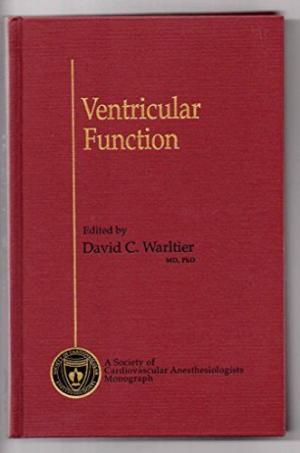 Ventricular
Function
Edited by
David C. Warltier
MD, PhD
A Society of
Cardiovascular Anesthesiologists
Monograph